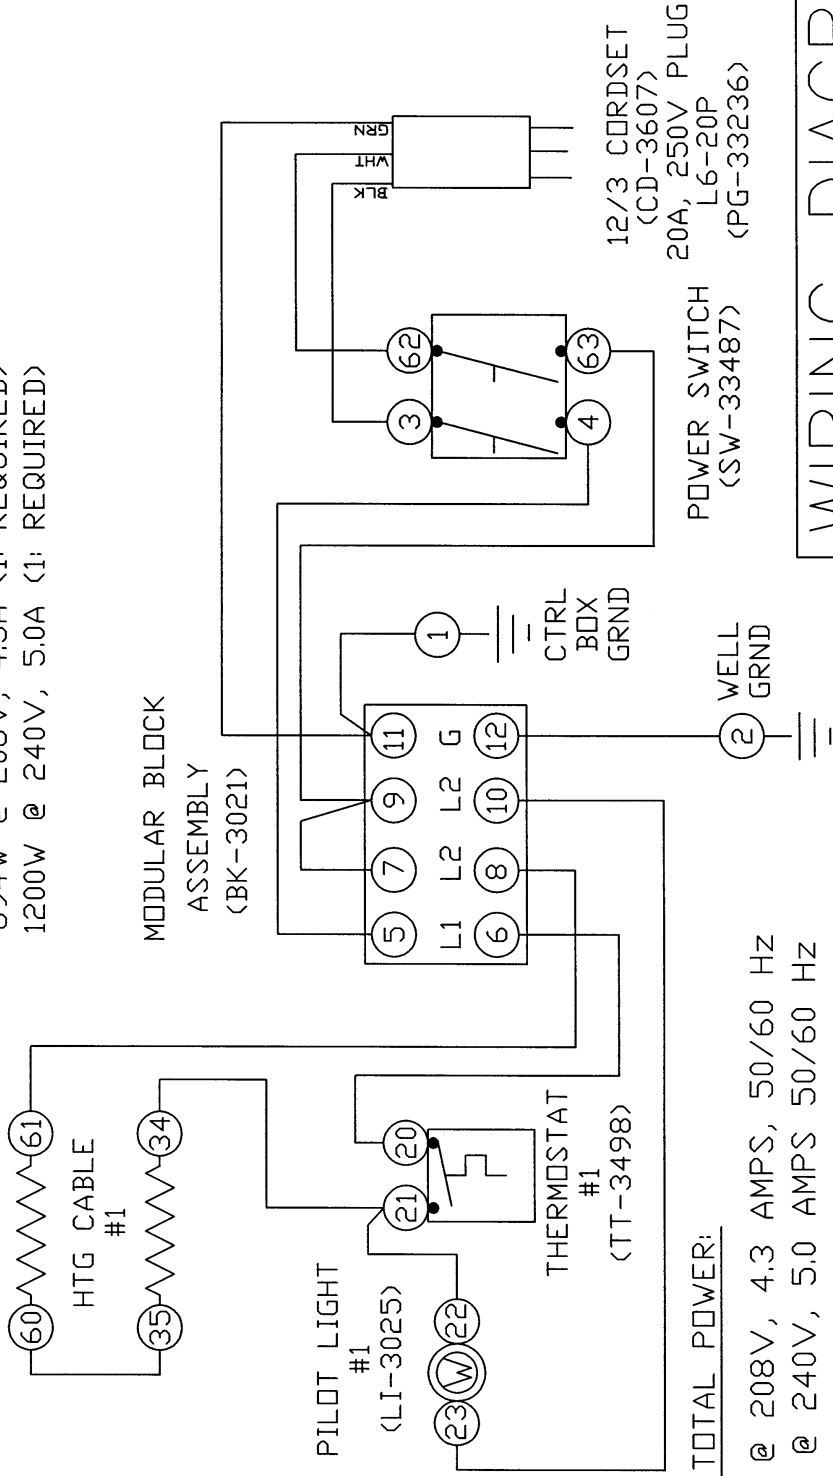 1200W @ 240V, 5.0A (1: REQUIRED)
MODULAR BLOCK
ASSEMBLY
(BK-3021)
60
61
HTG CABLE
#1
35
34
PILOT LIGHT
#1
(LI-3025)
23
W
22
21
20
THERMOSTAT
#1
(TT-3498)
5
7
9
11
L1
L2
L2
G
6
8
10
12
1
CTRL
BOX
GRND
2
WELL
GRND
3
62
4
63
POWER SWITCH
(SW-33487)
BLK
WHT
GRN
12/3 CORDSET
(CD-3607)
20A, 250V PLUG
L6-20P
(PG-33236)
TOTAL POWER:
@ 208V, 4.3 AMPS, 50/60 Hz
@ 240V, 5.0 AMPS 50/60 Hz
WIRING